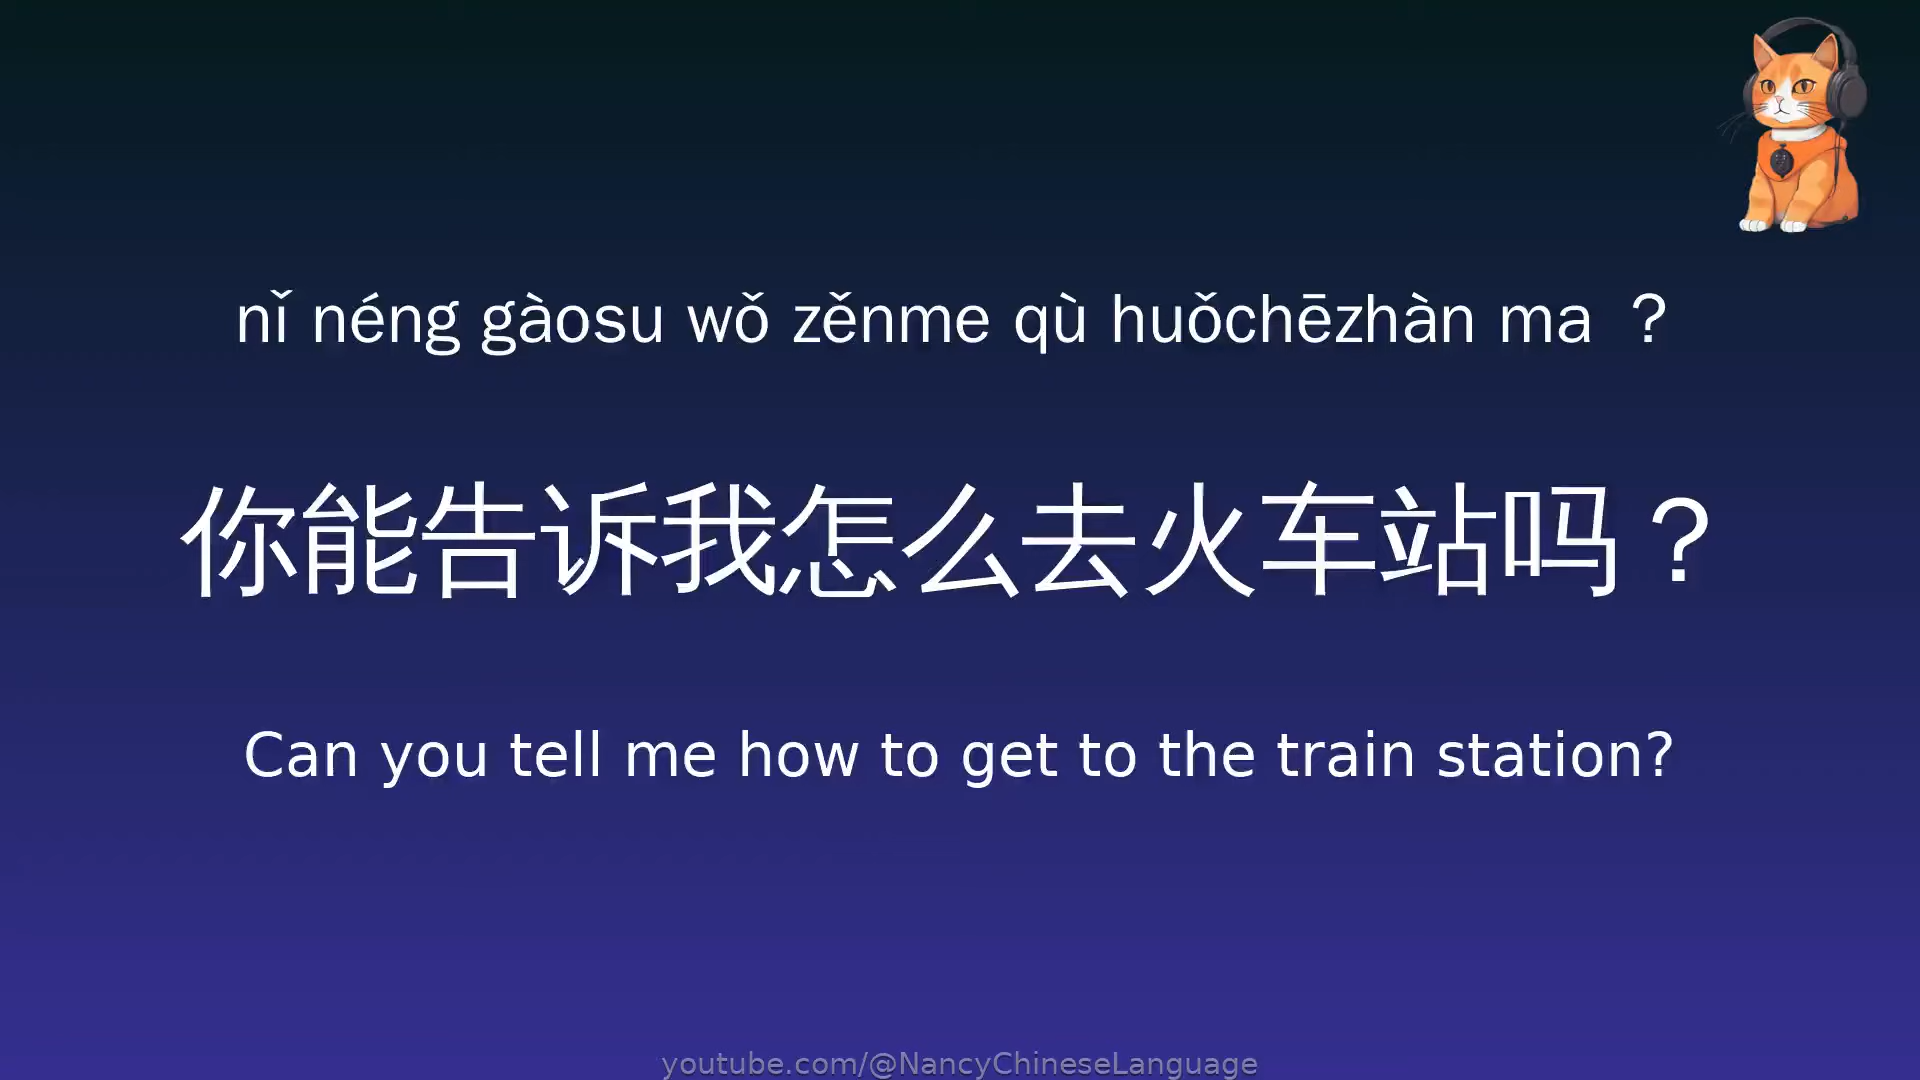 nǐ néng gàosu wǒ zěnme qù huǒchēzhàn ma ？
你能告诉我怎么去火车站吗？
Can you tell me how to get to the train station?
youtube.com/@NancyChineseLanguage